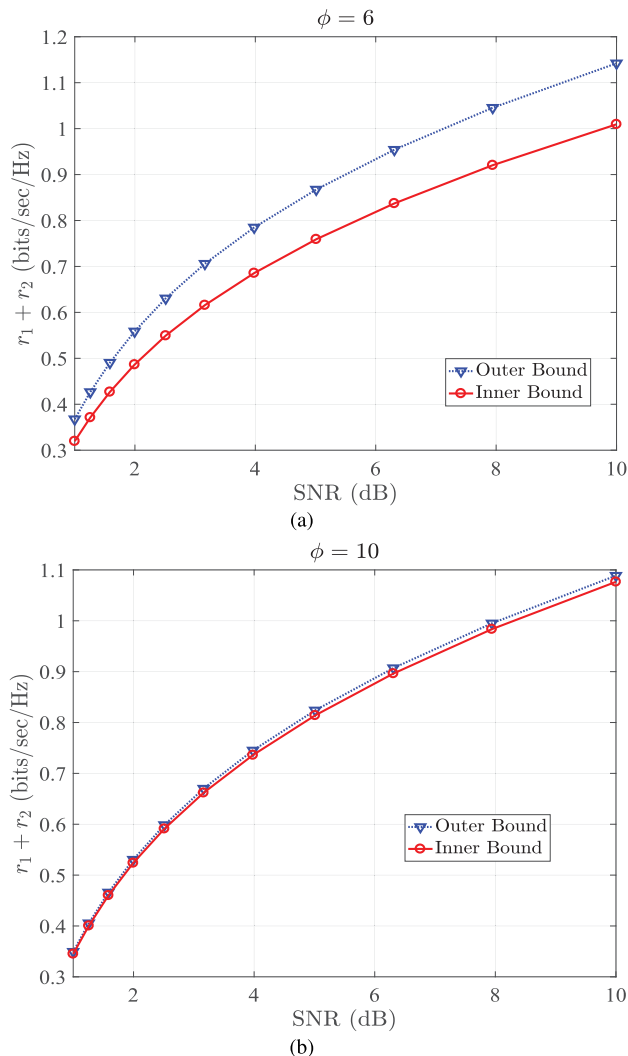 ϕ = 6
1.2
1.1
1
0.9
0.8
0.7
0.6
0.5
0.4
0.3
r₁ + r₂ (bits/sec/Hz)
Outer Bound
Inner Bound
2 4 6 8 10
SNR (dB)
(a)
ϕ = 10
1.1
1
0.9
0.8
0.7
0.6
0.5
0.4
0.3
r₁ + r₂ (bits/sec/Hz)
Outer Bound
Inner Bound
2 4 6 8 10
SNR (dB)
(b)